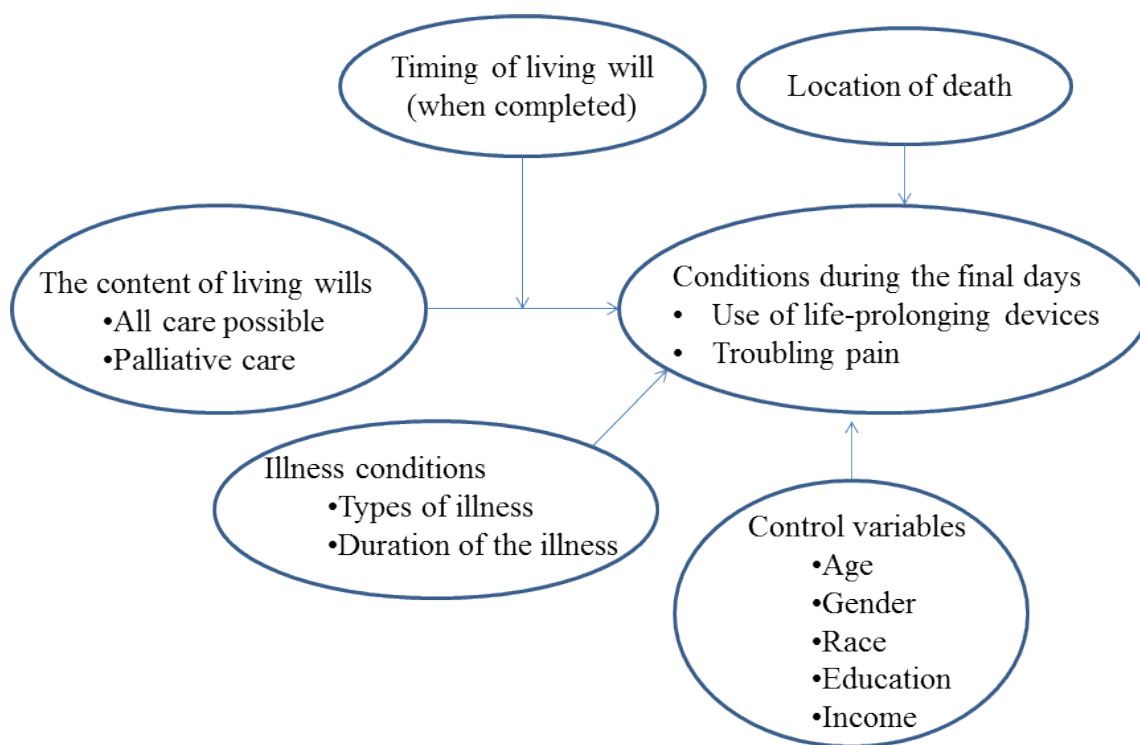 Timing of living will
(when completed)
Location of death
The content of living wills
•All care possible
•Palliative care
Conditions during the final days
• Use of life-prolonging devices
• Troubling pain
Illness conditions
•Types of illness
•Duration of the illness
Control variables
•Age
•Gender
•Race
•Education
•Income